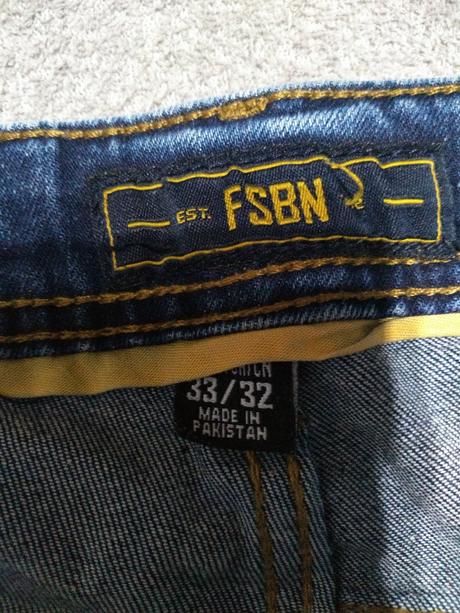 EST. FSBN
33/32
MADE IN
PAKISTAN